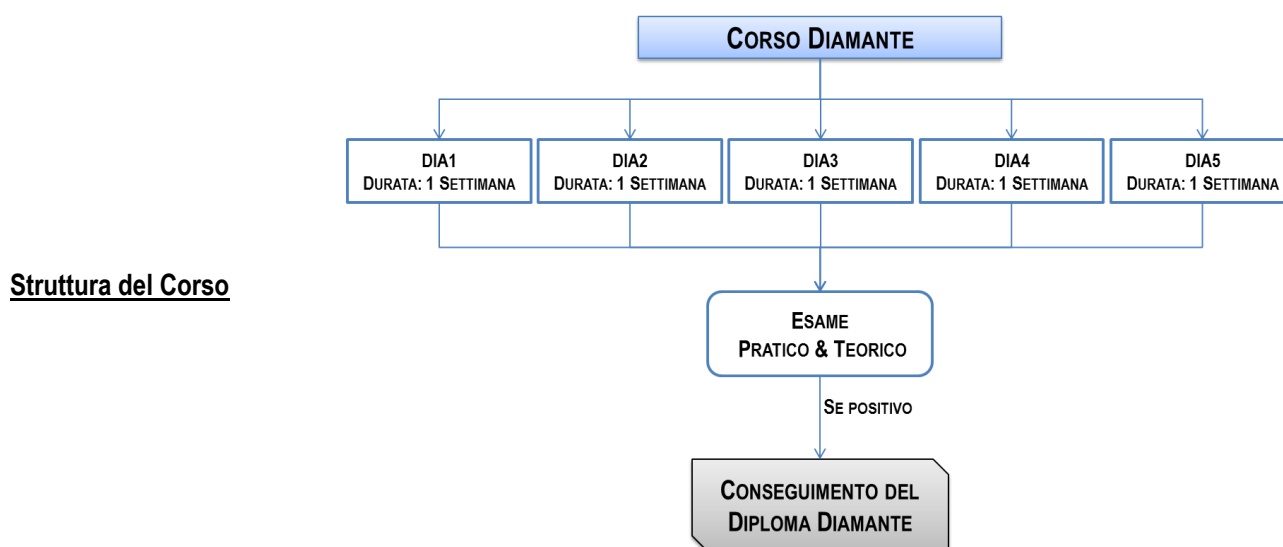 CORSO DIAMANTE
DIA1
DURATA: 1 SETTIMANA
DIA2
DURATA: 1 SETTIMANA
DIA3
DURATA: 1 SETTIMANA
DIA4
DURATA: 1 SETTIMANA
DIA5
DURATA: 1 SETTIMANA
Struttura del Corso
ESAME
PRATICO & TEORICO
SE POSITIVO
CONSEGUIMENTO DEL
DIPLOMA DIAMANTE